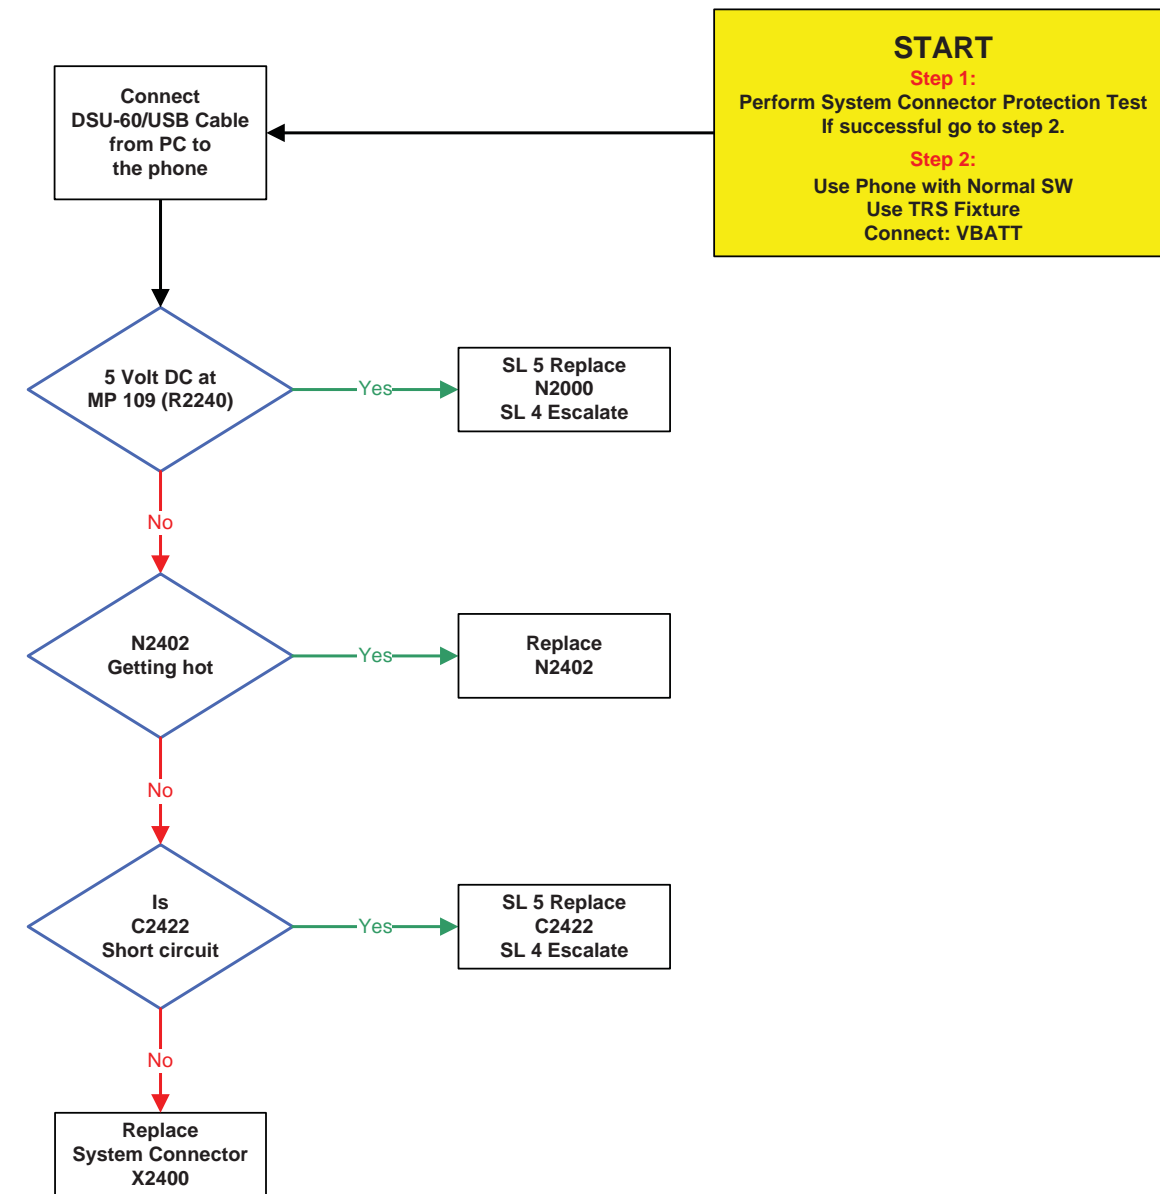 START
Step 1:
Perform System Connector Protection Test
If successful go to step 2.
Step 2:
Use Phone with Normal SW
Use TRS Fixture
Connect: VBATT
Connect
DSU-60/USB Cable
from PC to
the phone
5 Volt DC at
MP 109 (R2240)
Yes
SL 5 Replace
N2000
SL 4 Escalate
No
N2402
Getting hot
Yes
Replace
N2402
No
Is
C2422
Short circuit
Yes
SL 5 Replace
C2422
SL 4 Escalate
No
Replace
System Connector
X2400